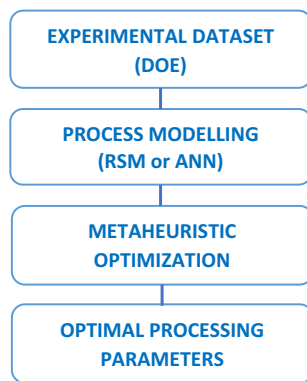 EXPERIMENTAL DATASET
(DOE)
PROCESS MODELLING
(RSM or ANN)
METAHEURISTIC
OPTIMIZATION
OPTIMAL PROCESSING
PARAMETERS